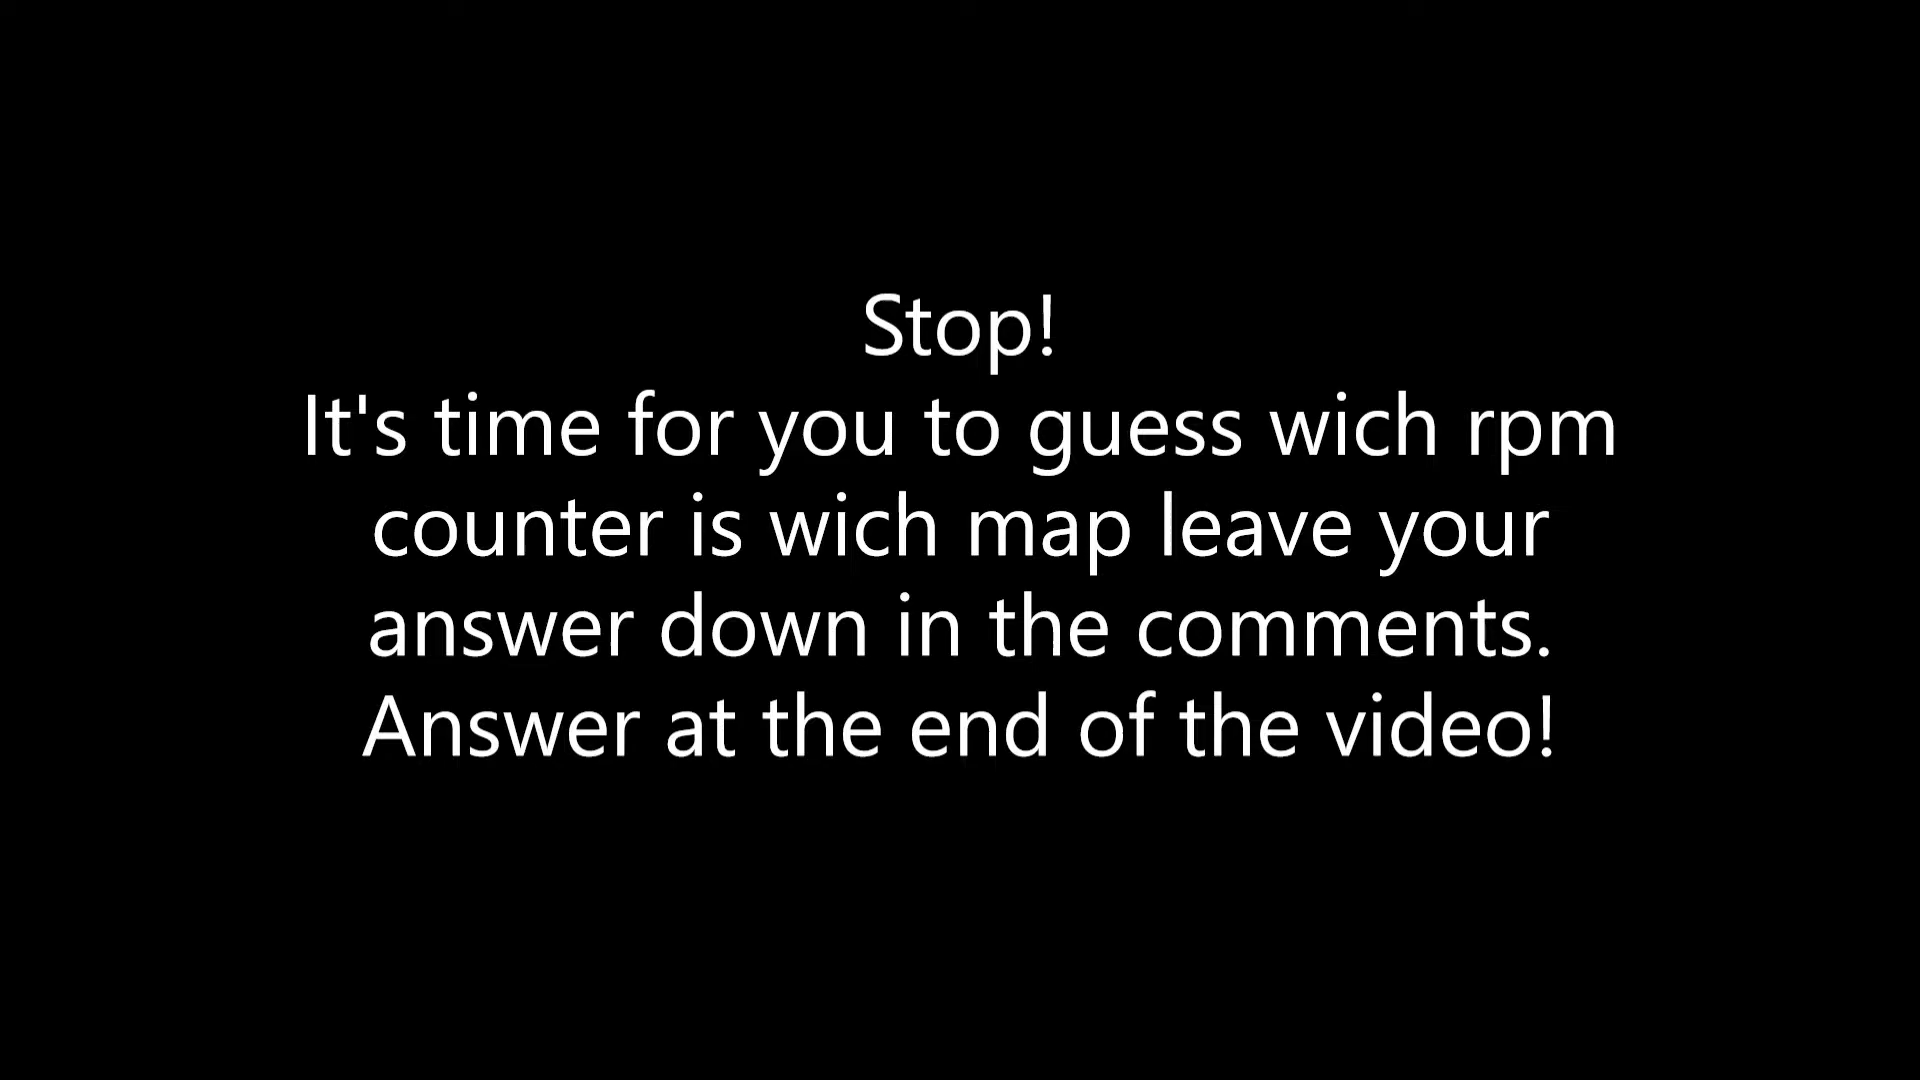 Stop!
It's time for you to guess wich rpm
counter is wich map leave your
answer down in the comments.
Answer at the end of the video!